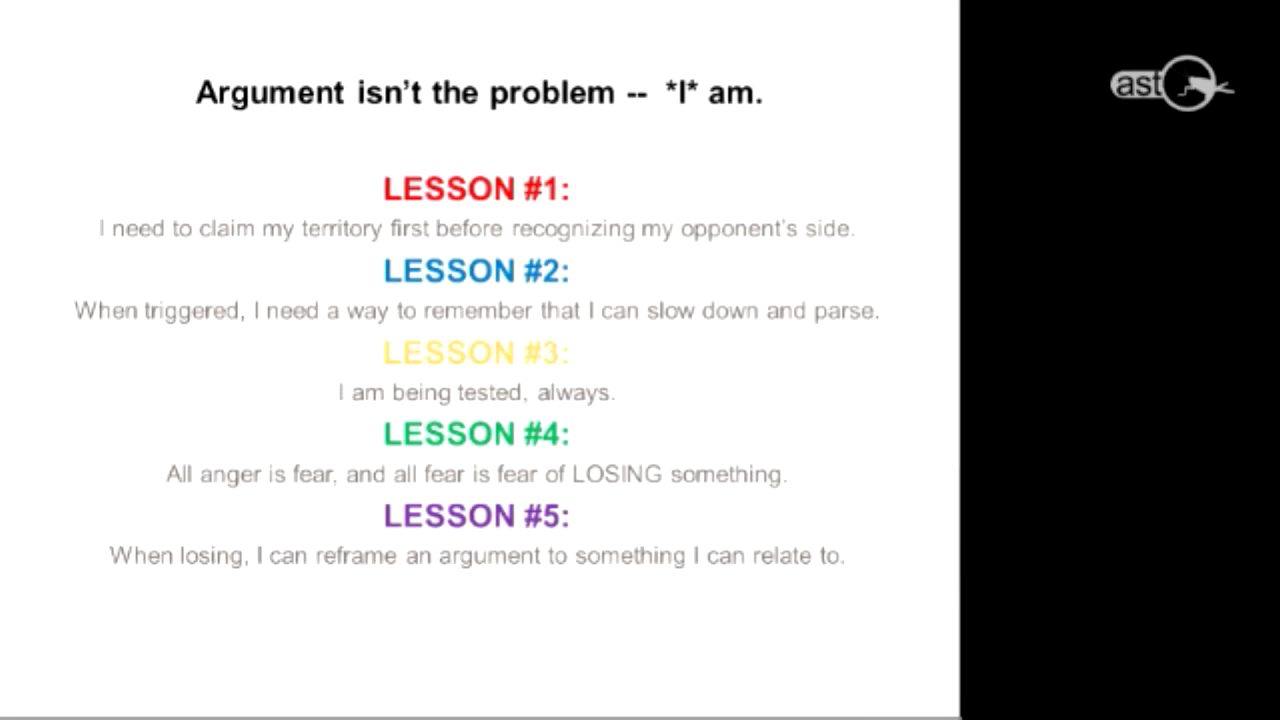 Argument isn’t the problem -- *I* am.
LESSON #1:
I need to claim my territory first before recognizing my opponent’s side.
LESSON #2:
When triggered, I need a way to remember that I can slow down and parse.
LESSON #3:
I am being tested, always.
LESSON #4:
All anger is fear, and all fear is fear of LOSING something.
LESSON #5:
When losing, I can reframe an argument to something I can relate to.
ast